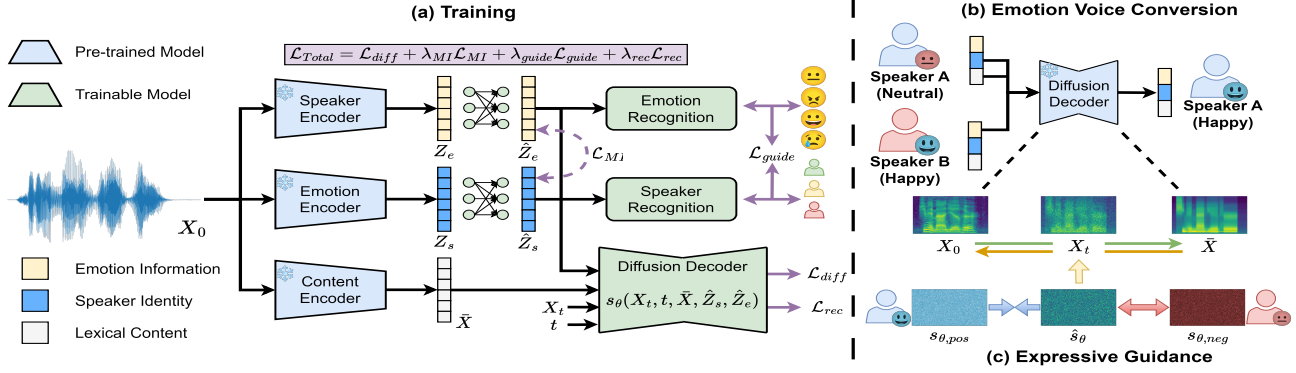 (a) Training
Pre-trained Model
Trainable Model
𝓛_Total = 𝓛_diff + λ_MI 𝓛_MI + λ_guide 𝓛_guide + λ_rec 𝓛_rec
Speaker
Encoder
Z_e
Ẑ_e
Emotion
Recognition
𝓛_MI
𝓛_guide
X_0
Emotion
Encoder
Z_s
Ẑ_s
Speaker
Recognition
Emotion Information
Speaker Identity
Lexical Content
Content
Encoder
X̄
X_t
t
Diffusion Decoder
s_θ(X_t, t, X̄, Ẑ_s, Ẑ_e)
𝓛_diff
𝓛_rec
(b) Emotion Voice Conversion
Speaker A
(Neutral)
Speaker B
(Happy)
Diffusion
Decoder
Speaker A
(Happy)
X_0
X_t
X̄
s_θ,pos
ŝ_θ
s_θ,neg
(c) Expressive Guidance